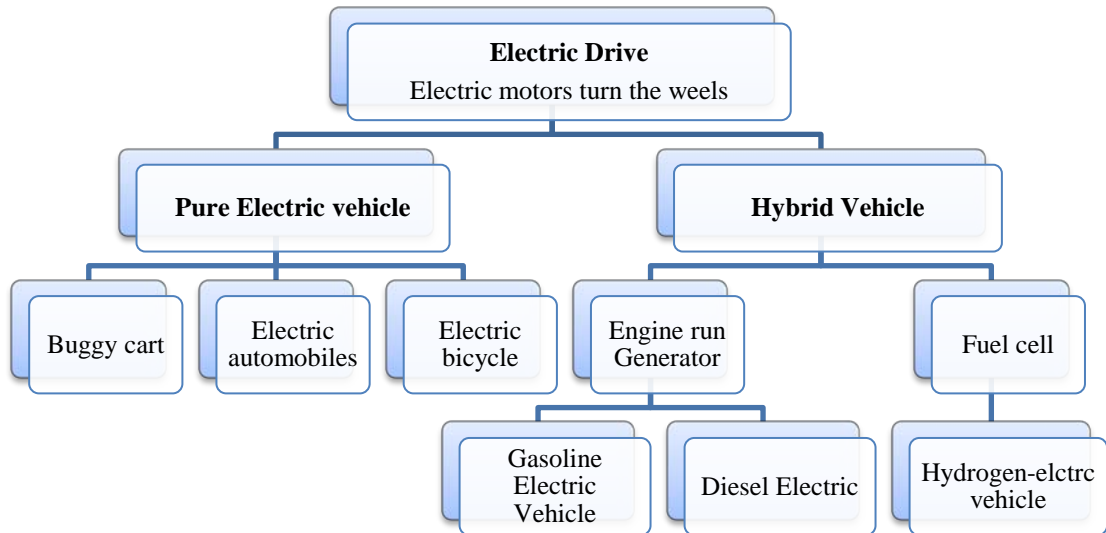 Electric Drive
Electric motors turn the weels
Pure Electric vehicle
Hybrid Vehicle
Buggy cart
Electric
automobiles
Electric
bicycle
Engine run
Generator
Fuel cell
Gasoline
Electric
Vehicle
Diesel Electric
Hydrogen-elctrc
vehicle